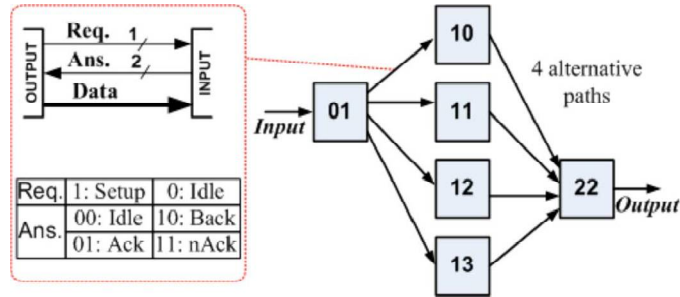 Req. 1
Ans. 2
Data
OUTPUT
INPUT
Req. 1: Setup 0: Idle
Ans. 00: Idle 10: Back
01: Ack 11: nAck
Input
01
10
11
12
13
4 alternative
paths
22
Output